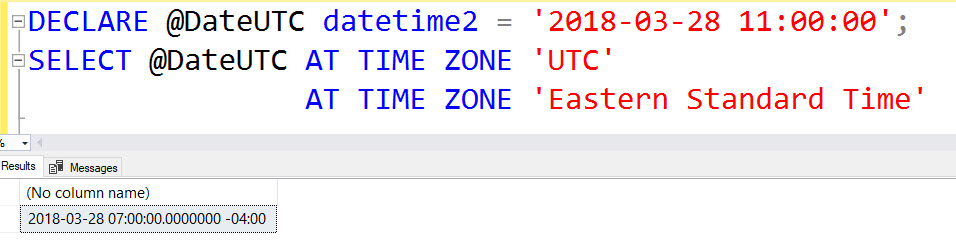 DECLARE @DateUTC datetime2 = '2018-03-28 11:00:00';
SELECT @DateUTC AT TIME ZONE 'UTC'
AT TIME ZONE 'Eastern Standard Time'
%
Results Messages
(No column name)
2018-03-28 07:00:00.0000000 -04:00